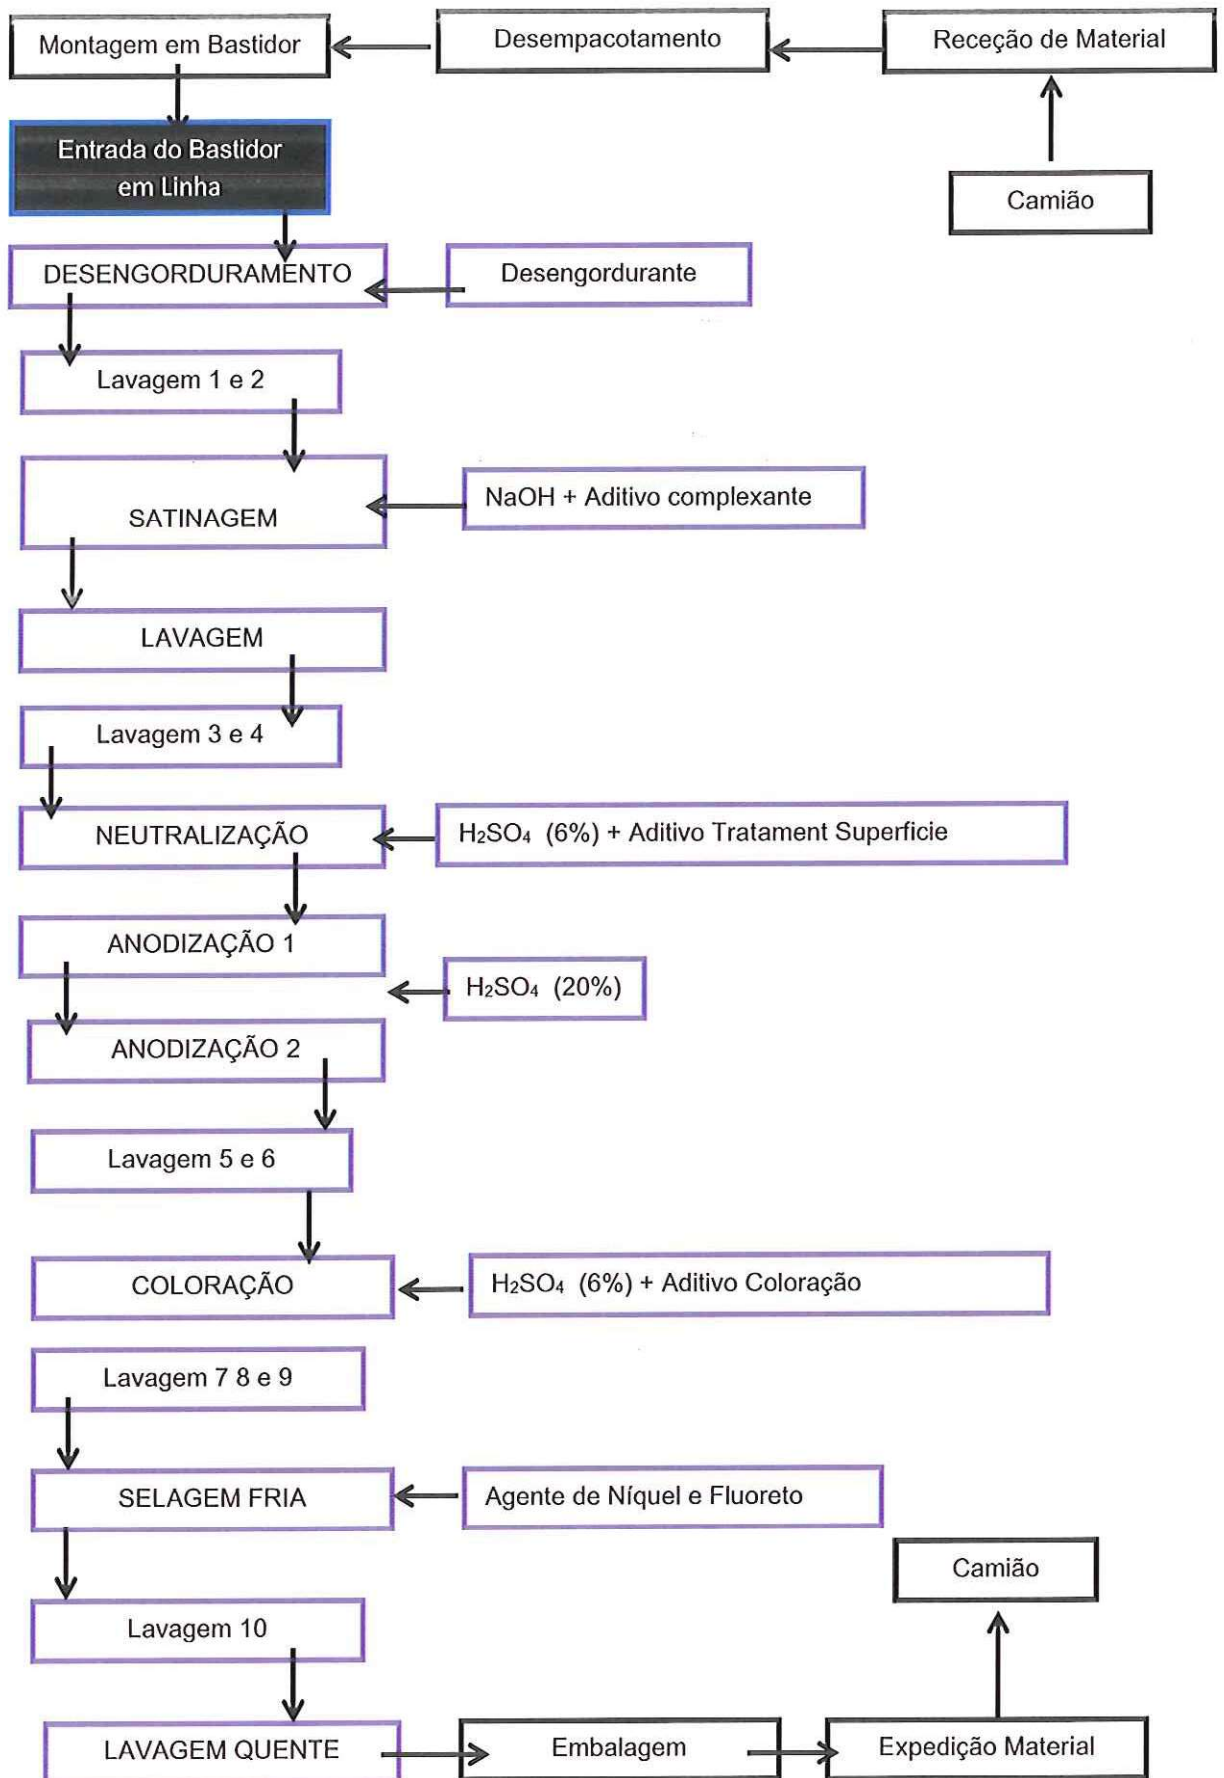 Montagem em Bastidor
Desempacotamento
Receção de Material
Entrada do Bastidor
em Linha
Camião
DESENGORDURAMENTO
Desengordurante
Lavagem 1 e 2
NaOH + Aditivo complexante
SATINAGEM
LAVAGEM
Lavagem 3 e 4
NEUTRALIZAÇÃO
H₂SO₄ (6%) + Aditivo Tratament Superficie
ANODIZAÇÃO 1
H₂SO₄ (20%)
ANODIZAÇÃO 2
Lavagem 5 e 6
COLORAÇÃO
H₂SO₄ (6%) + Aditivo Coloração
Lavagem 7 8 e 9
SELAGEM FRIA
Agente de Níquel e Fluoreto
Camião
Lavagem 10
LAVAGEM QUENTE
Embalagem
Expedição Material